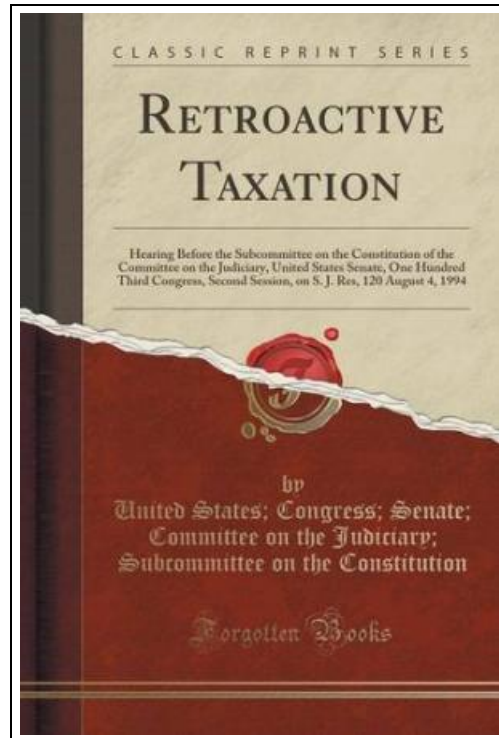 CLASSIC REPRINT SERIES
RETROACTIVE
TAXATION
Hearing Before the Subcommittee on the Constitution of the
Committee on the Judiciary, United States Senate, One Hundred
Third Congress, Second Session, on S. J. Res, 120 August 4, 1994
by
United States; Congress; Senate;
Committee on the Judiciary;
Subcommittee on the Constitution
Forgotten Books